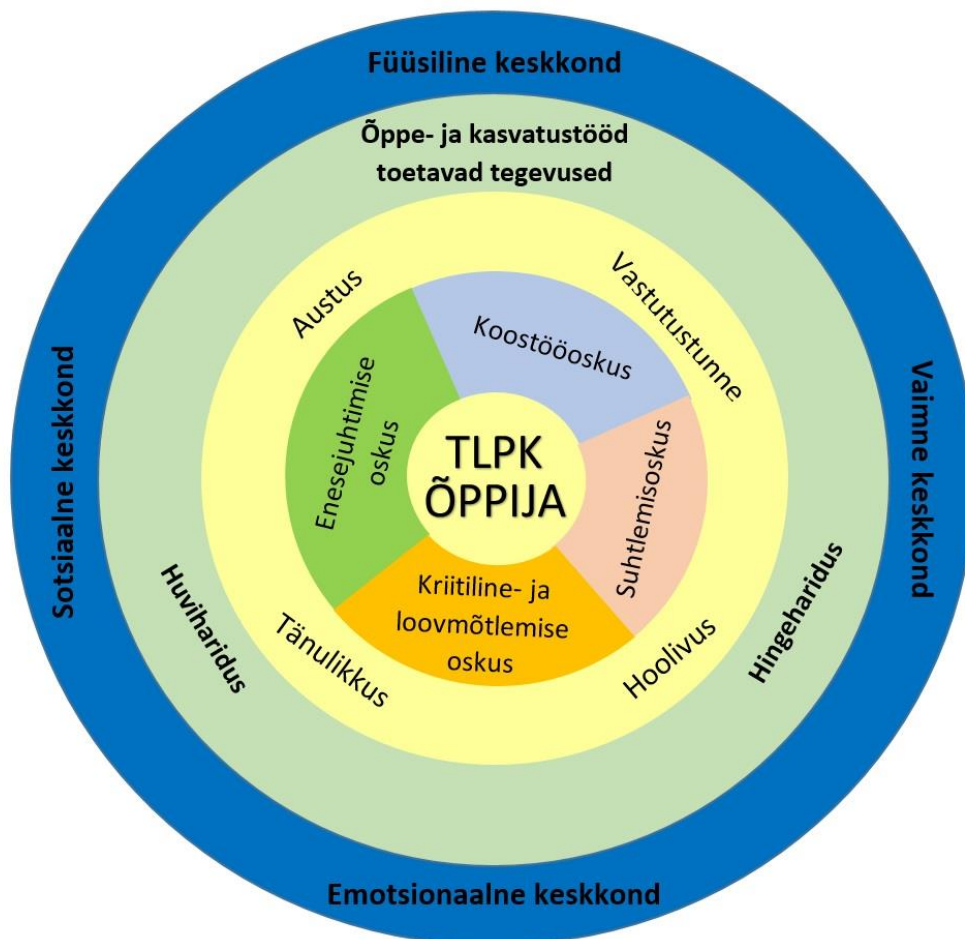 Füüsiline keskkond
Õppe- ja kasvatustööd
toetavad tegevused
Austus
Vastutustunne
Koostööoskus
Enesejuhtimise
oskus
TLPK
ÕPPIJA
Suhtlemisoskus
Kriitiline- ja
loovmõtlemise
oskus
Tänulikkus
Hoolivus
Huviharidus
Hingeharidus
Sotsiaalne keskkond
Vaimne keskkond
Emotsionaalne keskkond